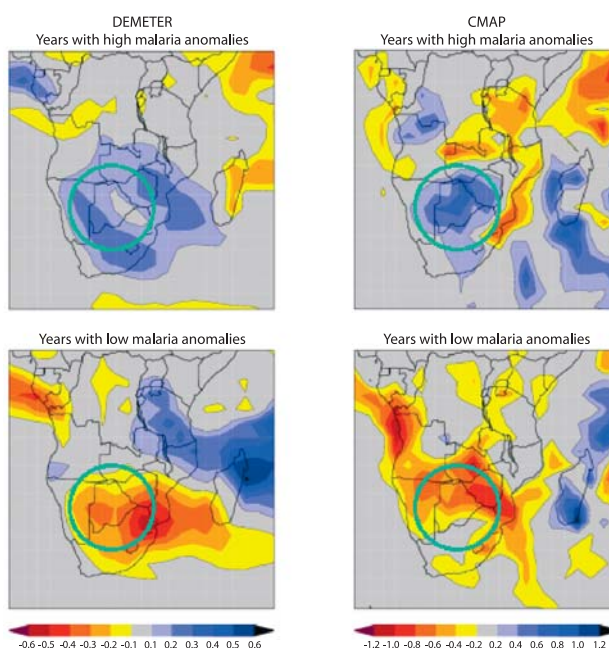 DEMETER
Years with high malaria anomalies
CMAP
Years with high malaria anomalies
Years with low malaria anomalies
Years with low malaria anomalies
-0.6 -0.5 -0.4 -0.3 -0.2 -0.1 0.1 0.2 0.3 0.4 0.5 0.6
-1.2 -1.0 -0.8 -0.6 -0.4 -0.2 0.2 0.4 0.6 0.8 1.0 1.2